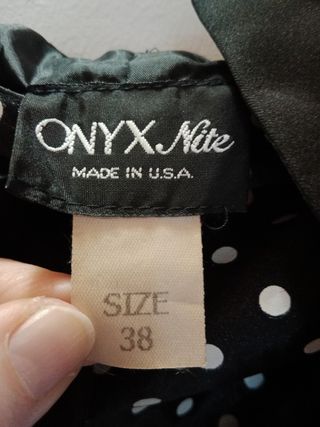 ONYX Nite
MADE IN U.S.A.
SIZE
38